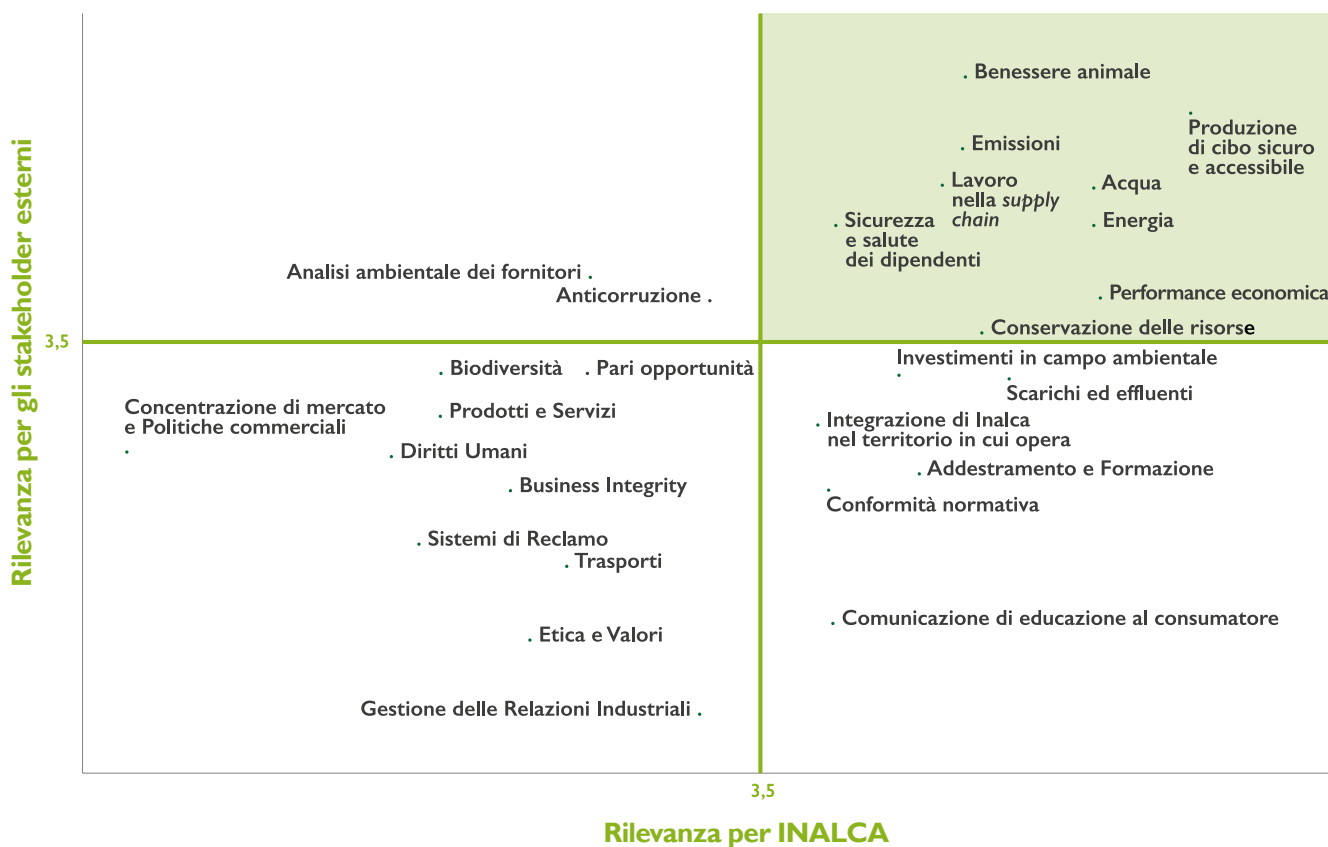 Rilevanza per gli stakeholder esterni
Benessere animale
Produzione
di cibo sicuro
e accessibile
Emissioni
Lavoro
nella supply
chain
Acqua
Sicurezza
e salute
dei dipendenti
Energia
Analisi ambientale dei fornitori
Anticorruzione
Performance economica
Conservazione delle risorse
3,5
Investimenti in campo ambientale
Biodiversità
Pari opportunità
Scarichi ed effluenti
Concentrazione di mercato
e Politiche commerciali
Prodotti e Servizi
Integrazione di Inalca
nel territorio in cui opera
Diritti Umani
Addestramento e Formazione
Business Integrity
Conformità normativa
Sistemi di Reclamo
Trasporti
Comunicazione di educazione al consumatore
Etica e Valori
Gestione delle Relazioni Industriali
3,5
Rilevanza per INALCA